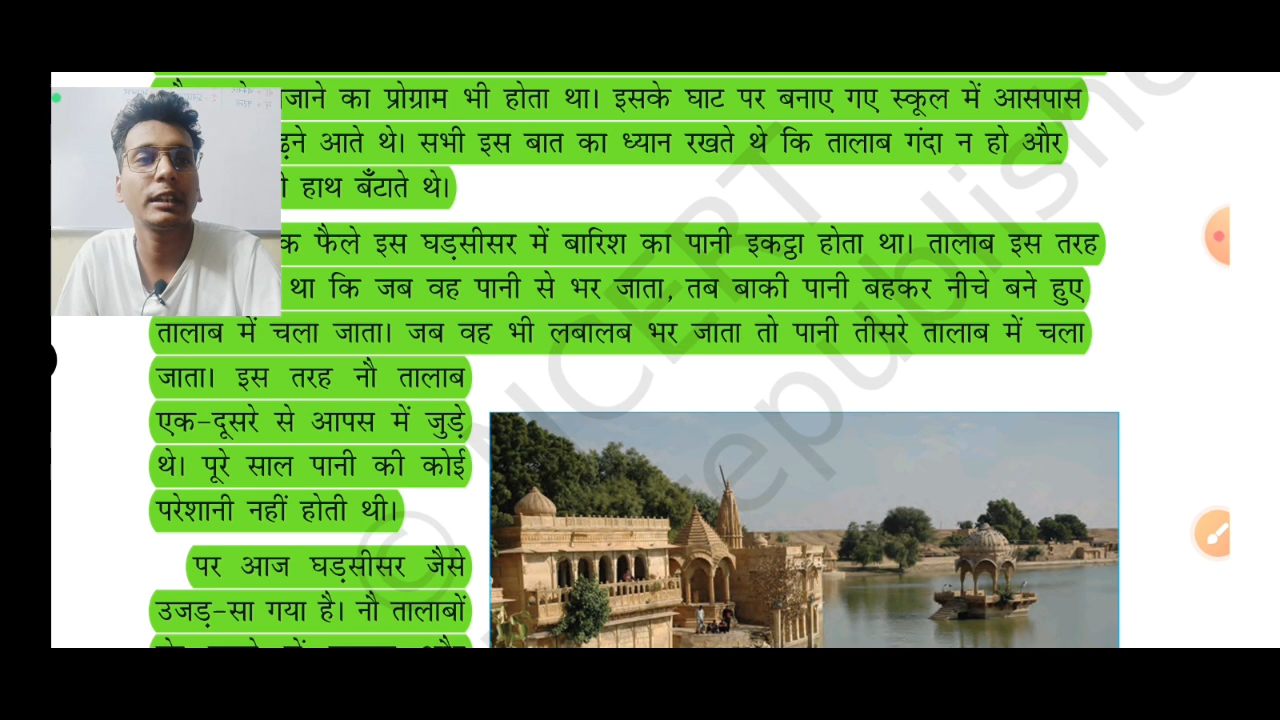 जाने का प्रोग्राम भी होता था। इसके घाट पर बनाए गए स्कूल में आसपास
आते थे। सभी इस बात का ध्यान रखते थे कि तालाब गंदा न हो और
हाथ बँटाते थे।
फैले इस घड़सीसर में बारिश का पानी इकट्ठा होता था। तालाब इस तरह
था कि जब वह पानी से भर जाता, तब बाकी पानी बहकर नीचे बने हुए
तालाब में चला जाता। जब वह भी लबालब भर जाता तो पानी तीसरे तालाब में चला
जाता। इस तरह नौ तालाब
एक-दूसरे से आपस में जुड़े
थे। पूरे साल पानी की कोई
परेशानी नहीं होती थी।
पर आज घड़सीसर जैसे
उजड़-सा गया है। नौ तालाबों
© NCERT
republished